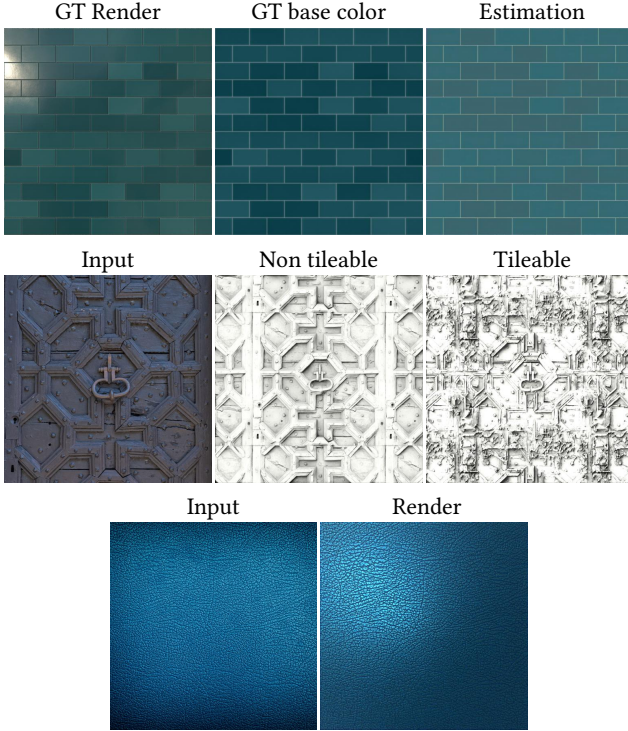 GT Render GT base color Estimation
Input Non tileable Tileable
Input Render